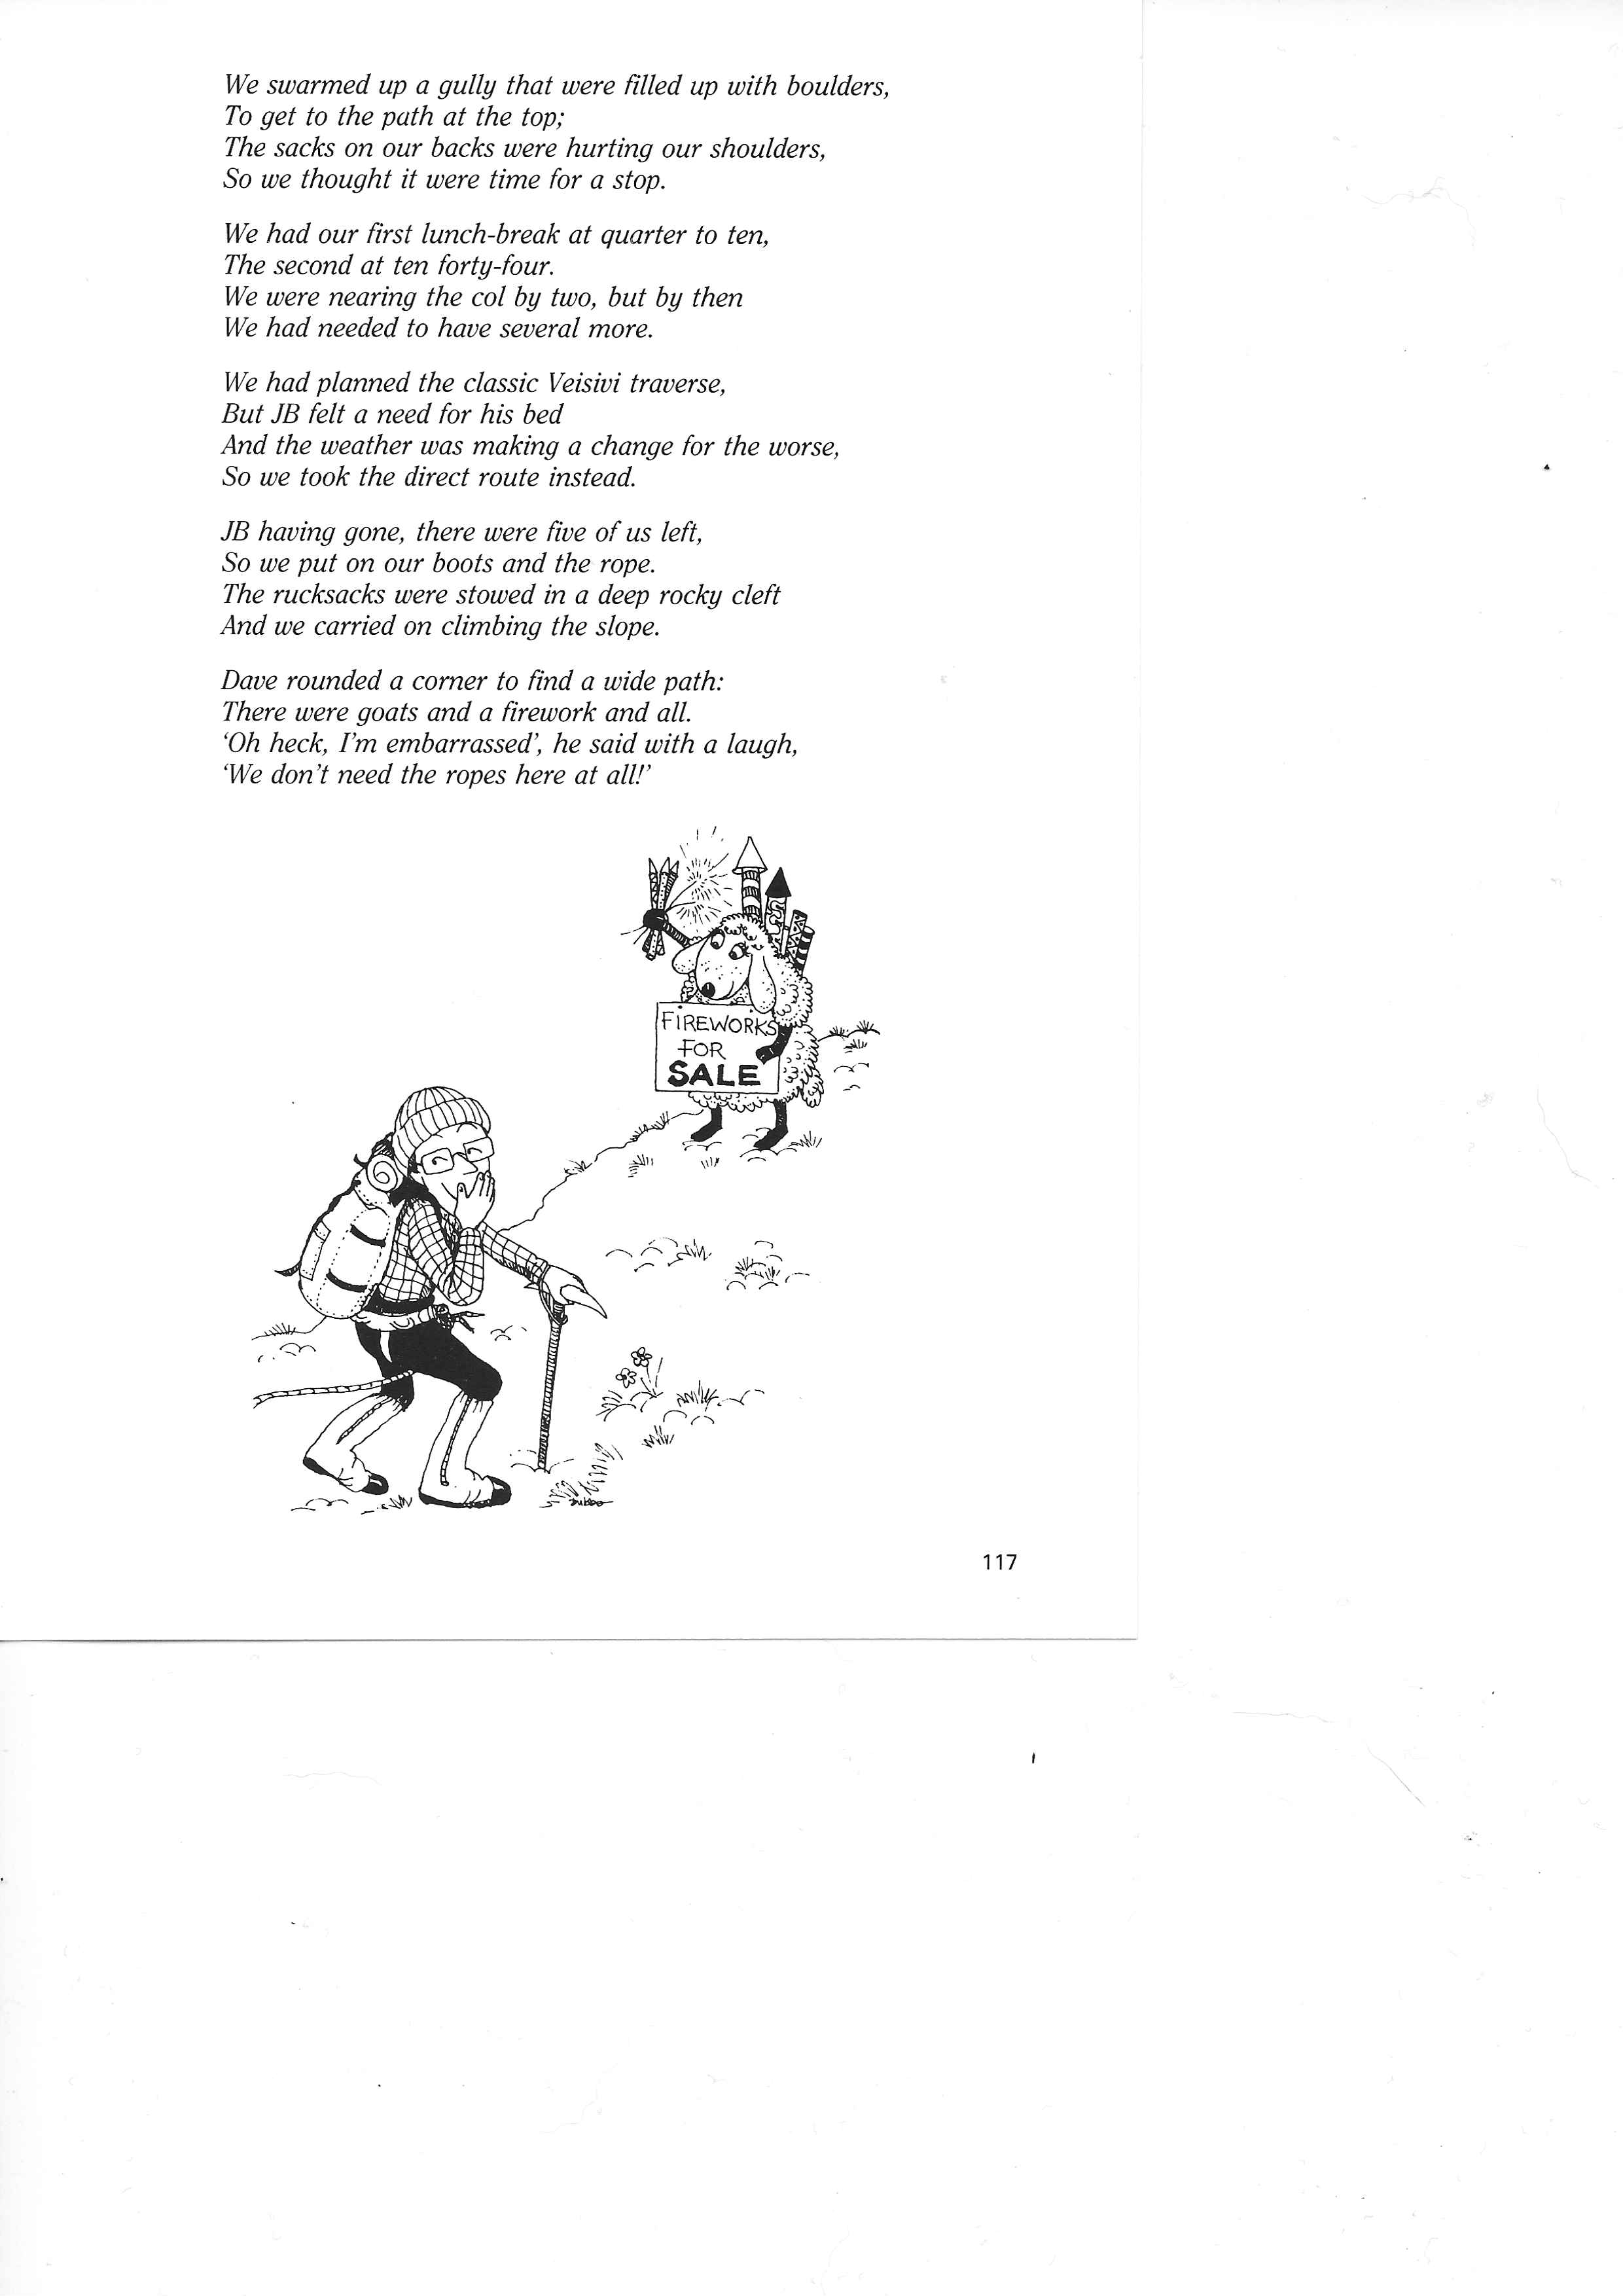 We swarmed up a gully that were filled up with boulders,
To get to the path at the top;
The sacks on our backs were hurting our shoulders,
So we thought it were time for a stop.
We had our first lunch-break at quarter to ten,
The second at ten forty-four.
We were nearing the col by two, but by then
We had needed to have several more.
We had planned the classic Veisivi traverse,
But JB felt a need for his bed
And the weather was making a change for the worse,
So we took the direct route instead.
JB having gone, there were five of us left,
So we put on our boots and the rope.
The rucksacks were stowed in a deep rocky cleft
And we carried on climbing the slope.
Dave rounded a corner to find a wide path:
There were goats and a firework and all.
‘Oh heck, I’m embarrassed’, he said with a laugh,
‘We don’t need the ropes here at all!’
FIREWORKS
FOR
SALE
117